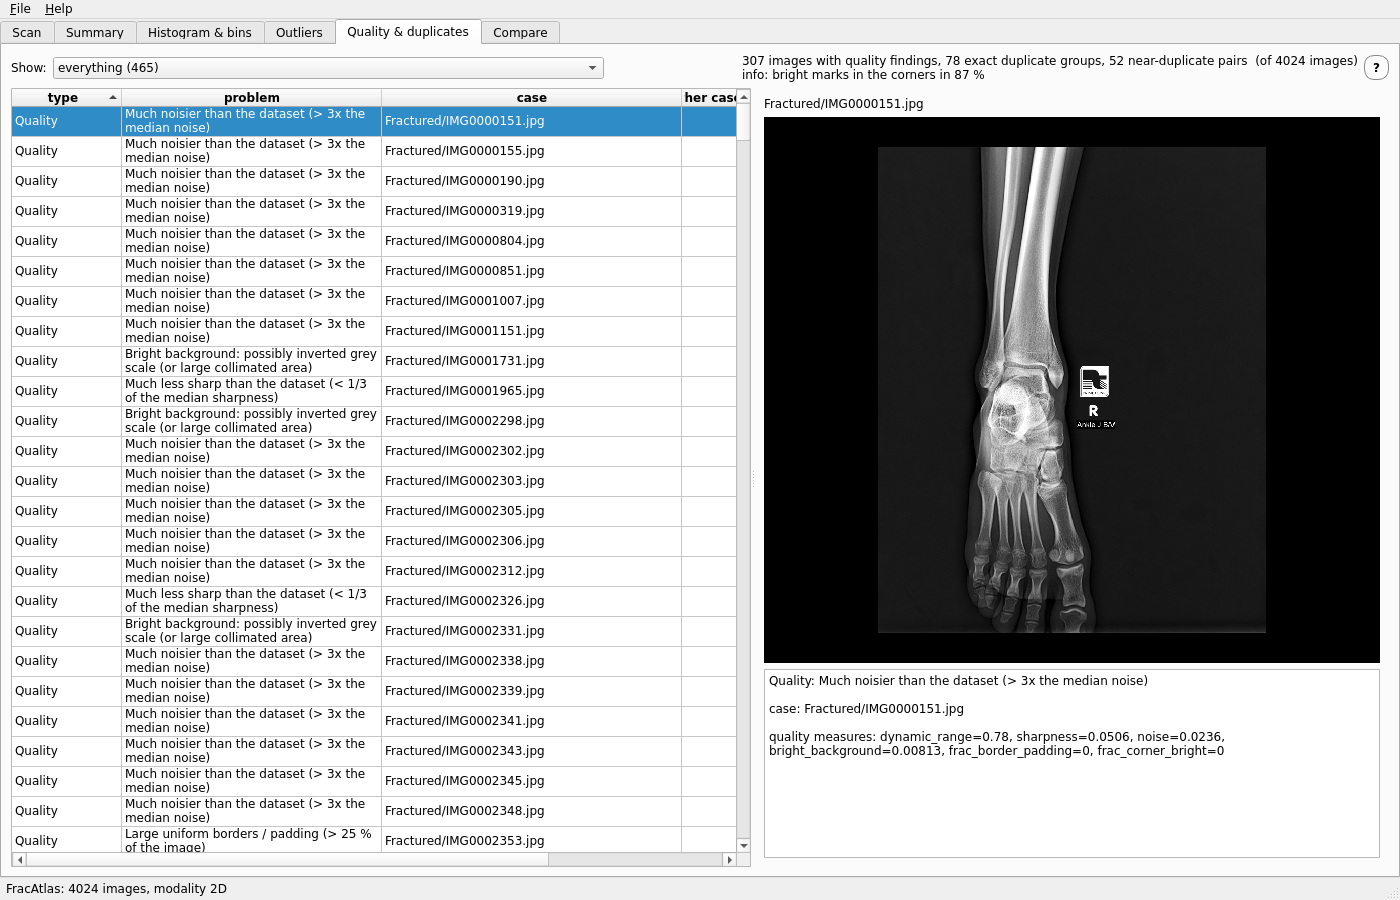 File Help
Scan Summary Histogram & bins Outliers Quality & duplicates Compare
Show: everything (465)
307 images with quality findings, 78 exact duplicate groups, 52 near-duplicate pairs (of 4024 images)
info: bright marks in the corners in 87 %
?
type problem case her case
Quality Much noisier than the dataset (> 3x the median noise) Fractured/IMG0000151.jpg
Quality Much noisier than the dataset (> 3x the median noise) Fractured/IMG0000155.jpg
Quality Much noisier than the dataset (> 3x the median noise) Fractured/IMG0000190.jpg
Quality Much noisier than the dataset (> 3x the median noise) Fractured/IMG0000319.jpg
Quality Much noisier than the dataset (> 3x the median noise) Fractured/IMG0000804.jpg
Quality Much noisier than the dataset (> 3x the median noise) Fractured/IMG0000851.jpg
Quality Much noisier than the dataset (> 3x the median noise) Fractured/IMG0001007.jpg
Quality Much noisier than the dataset (> 3x the median noise) Fractured/IMG0001151.jpg
Quality Bright background: possibly inverted grey scale (or large collimated area) Fractured/IMG0001731.jpg
Quality Much less sharp than the dataset (< 1/3 of the median sharpness) Fractured/IMG0001965.jpg
Quality Bright background: possibly inverted grey scale (or large collimated area) Fractured/IMG0002298.jpg
Quality Much noisier than the dataset (> 3x the median noise) Fractured/IMG0002302.jpg
Quality Much noisier than the dataset (> 3x the median noise) Fractured/IMG0002303.jpg
Quality Much noisier than the dataset (> 3x the median noise) Fractured/IMG0002305.jpg
Quality Much noisier than the dataset (> 3x the median noise) Fractured/IMG0002306.jpg
Quality Much noisier than the dataset (> 3x the median noise) Fractured/IMG0002312.jpg
Quality Much less sharp than the dataset (< 1/3 of the median sharpness) Fractured/IMG0002326.jpg
Quality Bright background: possibly inverted grey scale (or large collimated area) Fractured/IMG0002331.jpg
Quality Much noisier than the dataset (> 3x the median noise) Fractured/IMG0002338.jpg
Quality Much noisier than the dataset (> 3x the median noise) Fractured/IMG0002339.jpg
Quality Much noisier than the dataset (> 3x the median noise) Fractured/IMG0002341.jpg
Quality Much noisier than the dataset (> 3x the median noise) Fractured/IMG0002343.jpg
Quality Much noisier than the dataset (> 3x the median noise) Fractured/IMG0002345.jpg
Quality Much noisier than the dataset (> 3x the median noise) Fractured/IMG0002348.jpg
Quality Large uniform borders / padding (> 25 % of the image) Fractured/IMG0002353.jpg
Fractured/IMG0000151.jpg
R
Ankle J B/V
Quality: Much noisier than the dataset (> 3x the median noise)
case: Fractured/IMG0000151.jpg
quality measures: dynamic_range=0.78, sharpness=0.0506, noise=0.0236,
bright_background=0.00813, frac_border_padding=0, frac_corner_bright=0
FracAtlas: 4024 images, modality 2D